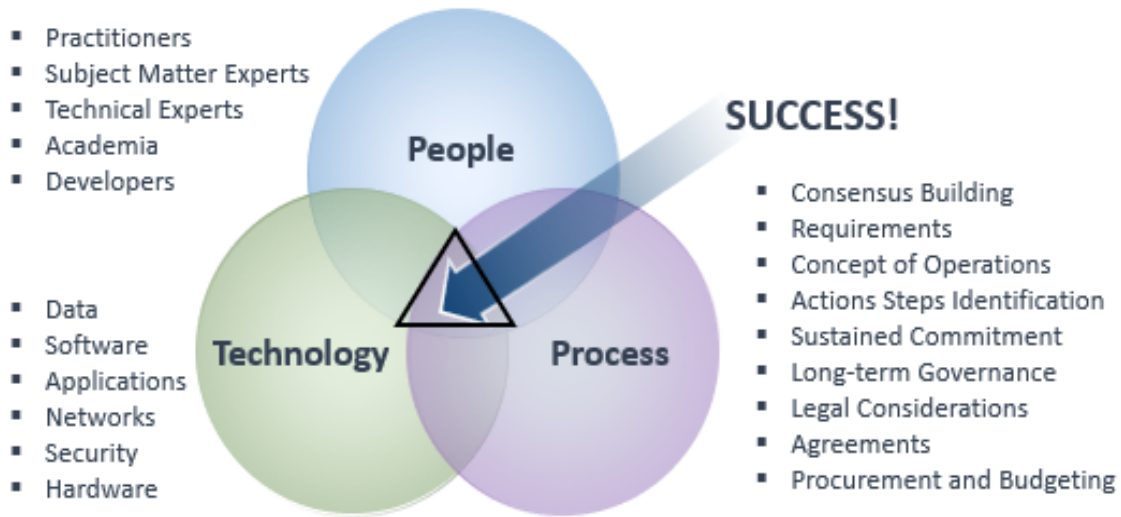 Practitioners
Subject Matter Experts
Technical Experts
Academia
Developers
People
SUCCESS!
Consensus Building
Requirements
Concept of Operations
Actions Steps Identification
Sustained Commitment
Long-term Governance
Legal Considerations
Agreements
Procurement and Budgeting
Data
Software
Applications
Networks
Security
Hardware
Technology
Process